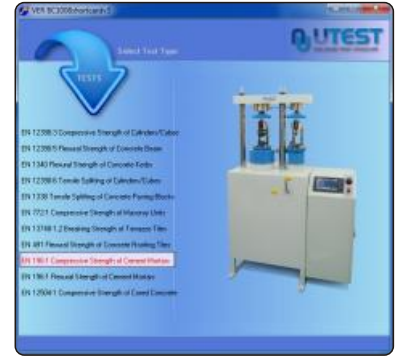 Select Test Type
UTEST
TESTS
EN 12390-3 Compressive Strength of Cylinders/Cubes
EN 12390-5 Flexural Strength of Concrete Beam
EN 1340 Flexural Strength of Concrete Kerbs
EN 12390-6 Tensile Splitting of Cylinders/Cubes
EN 1338 Tensile Splitting of Concrete Paving Blocks
EN 772-1 Compressive Strength of Masonry Units
EN 13748-1.2 Breaking Strength of Terrazzo Tiles
EN 491 Flexural Strength of Concrete Roofing Tiles
EN 196-1 Compressive Strength of Cement Mortars
EN 196-1 Flexural Strength of Cement Mortars
EN 12504-1 Compressive Strength of Cored Concrete